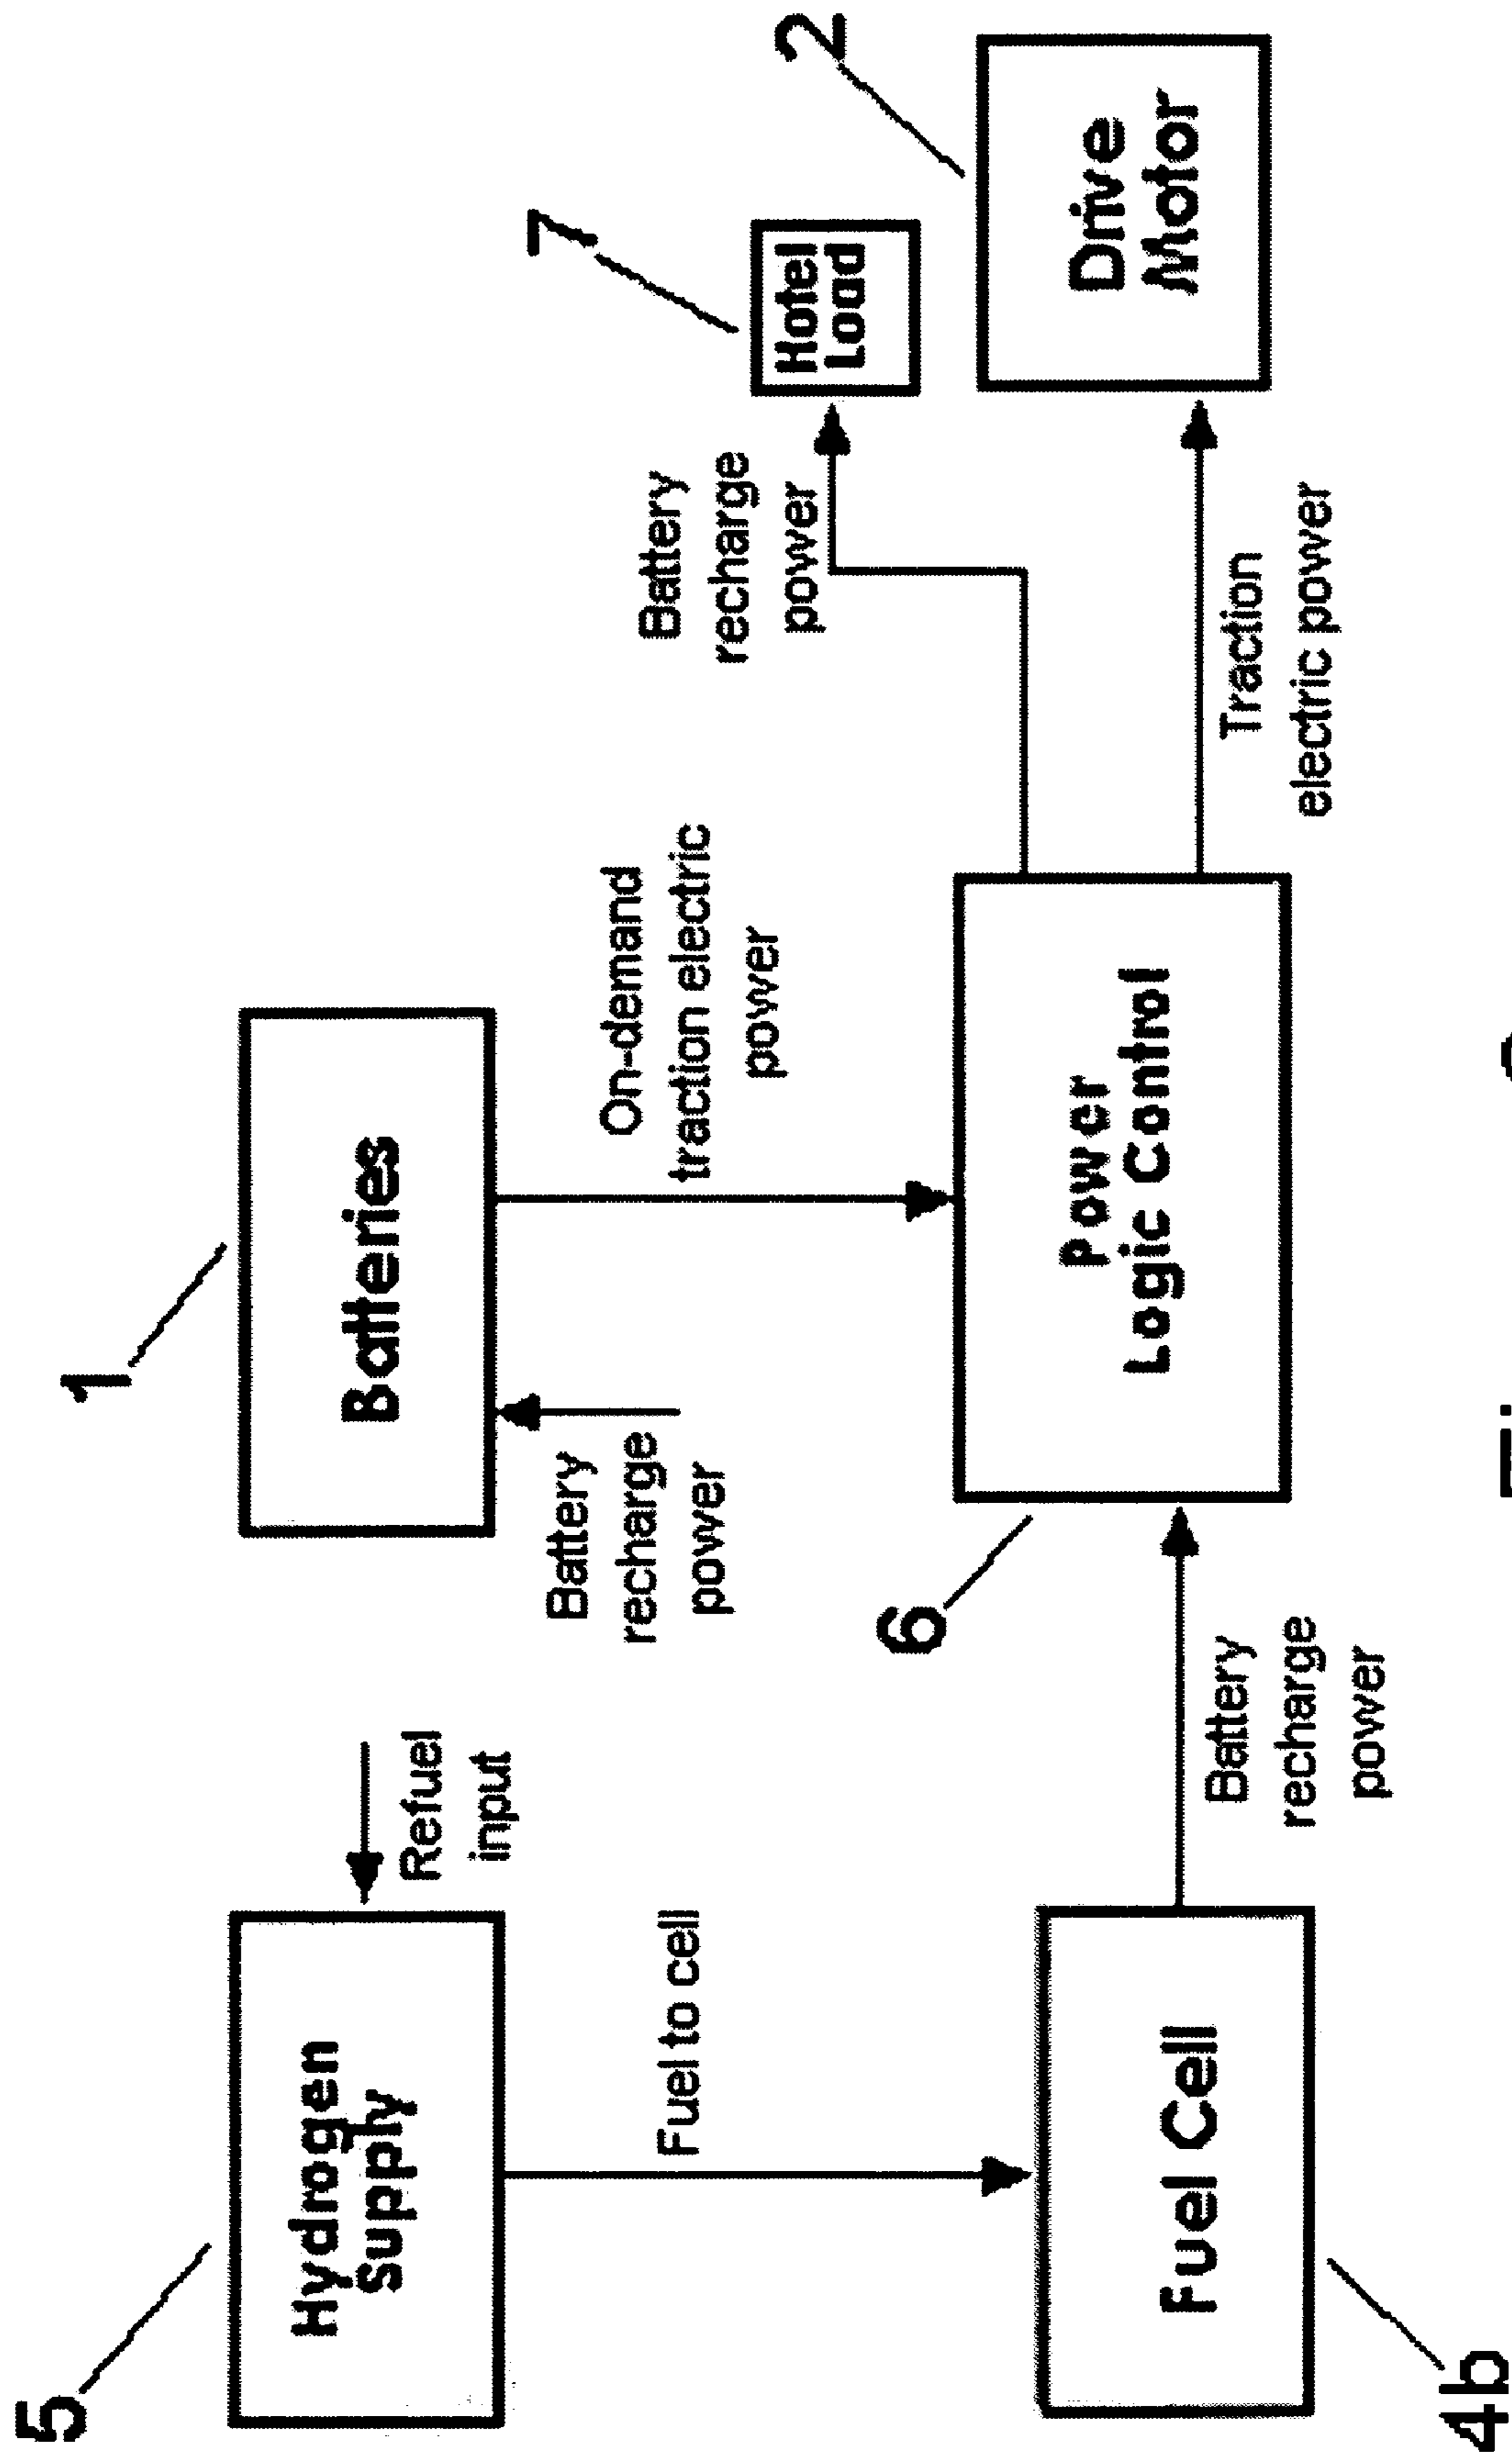 5
Hydrogen
Supply
Refuel
input
1
Batteries
Fuel to cell
Battery
recharge
power
On-demand
traction electric
power
Battery
recharge
power
7
Hotel
Load
2
Drive
Motor
6
Power
Logic Control
4b
Fuel Cell
Battery
recharge
power
Traction
electric power